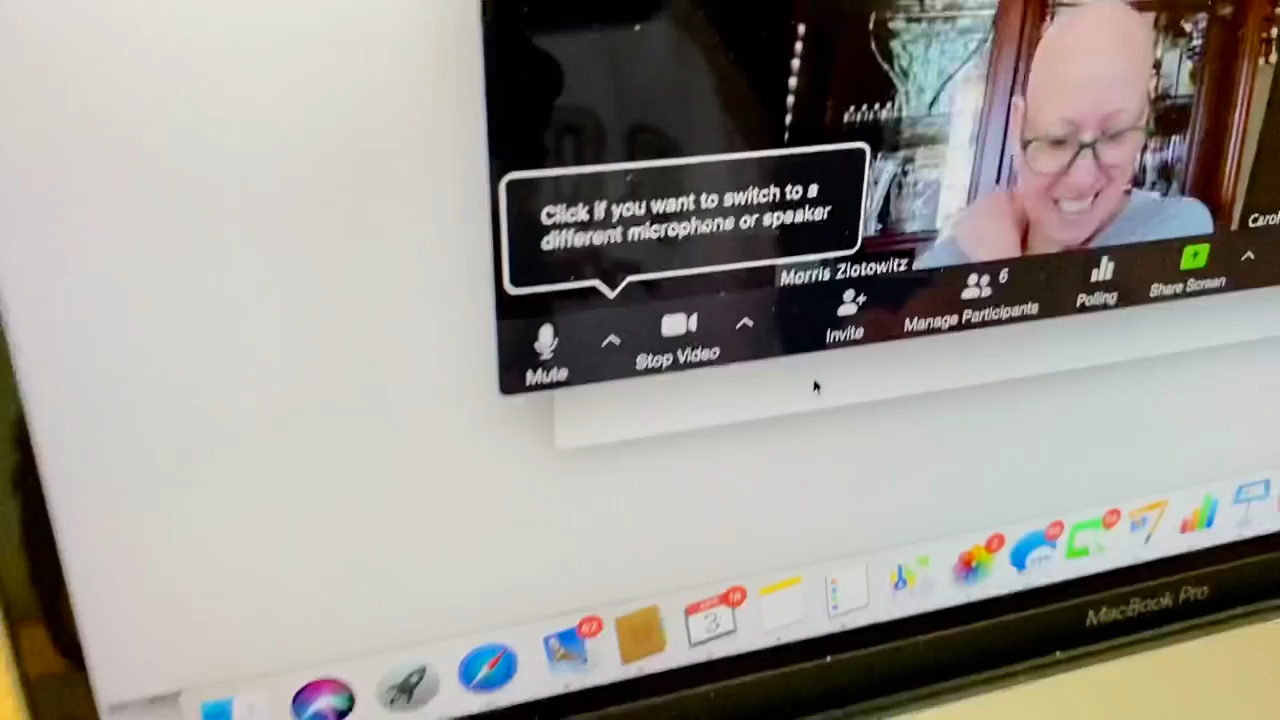 Click if you want to switch to a
different microphone or speaker
Morris Zlotowitz
Mute
Stop Video
Invite
6
Manage Participants
Polling
Share Screen
3
MacBook Pro